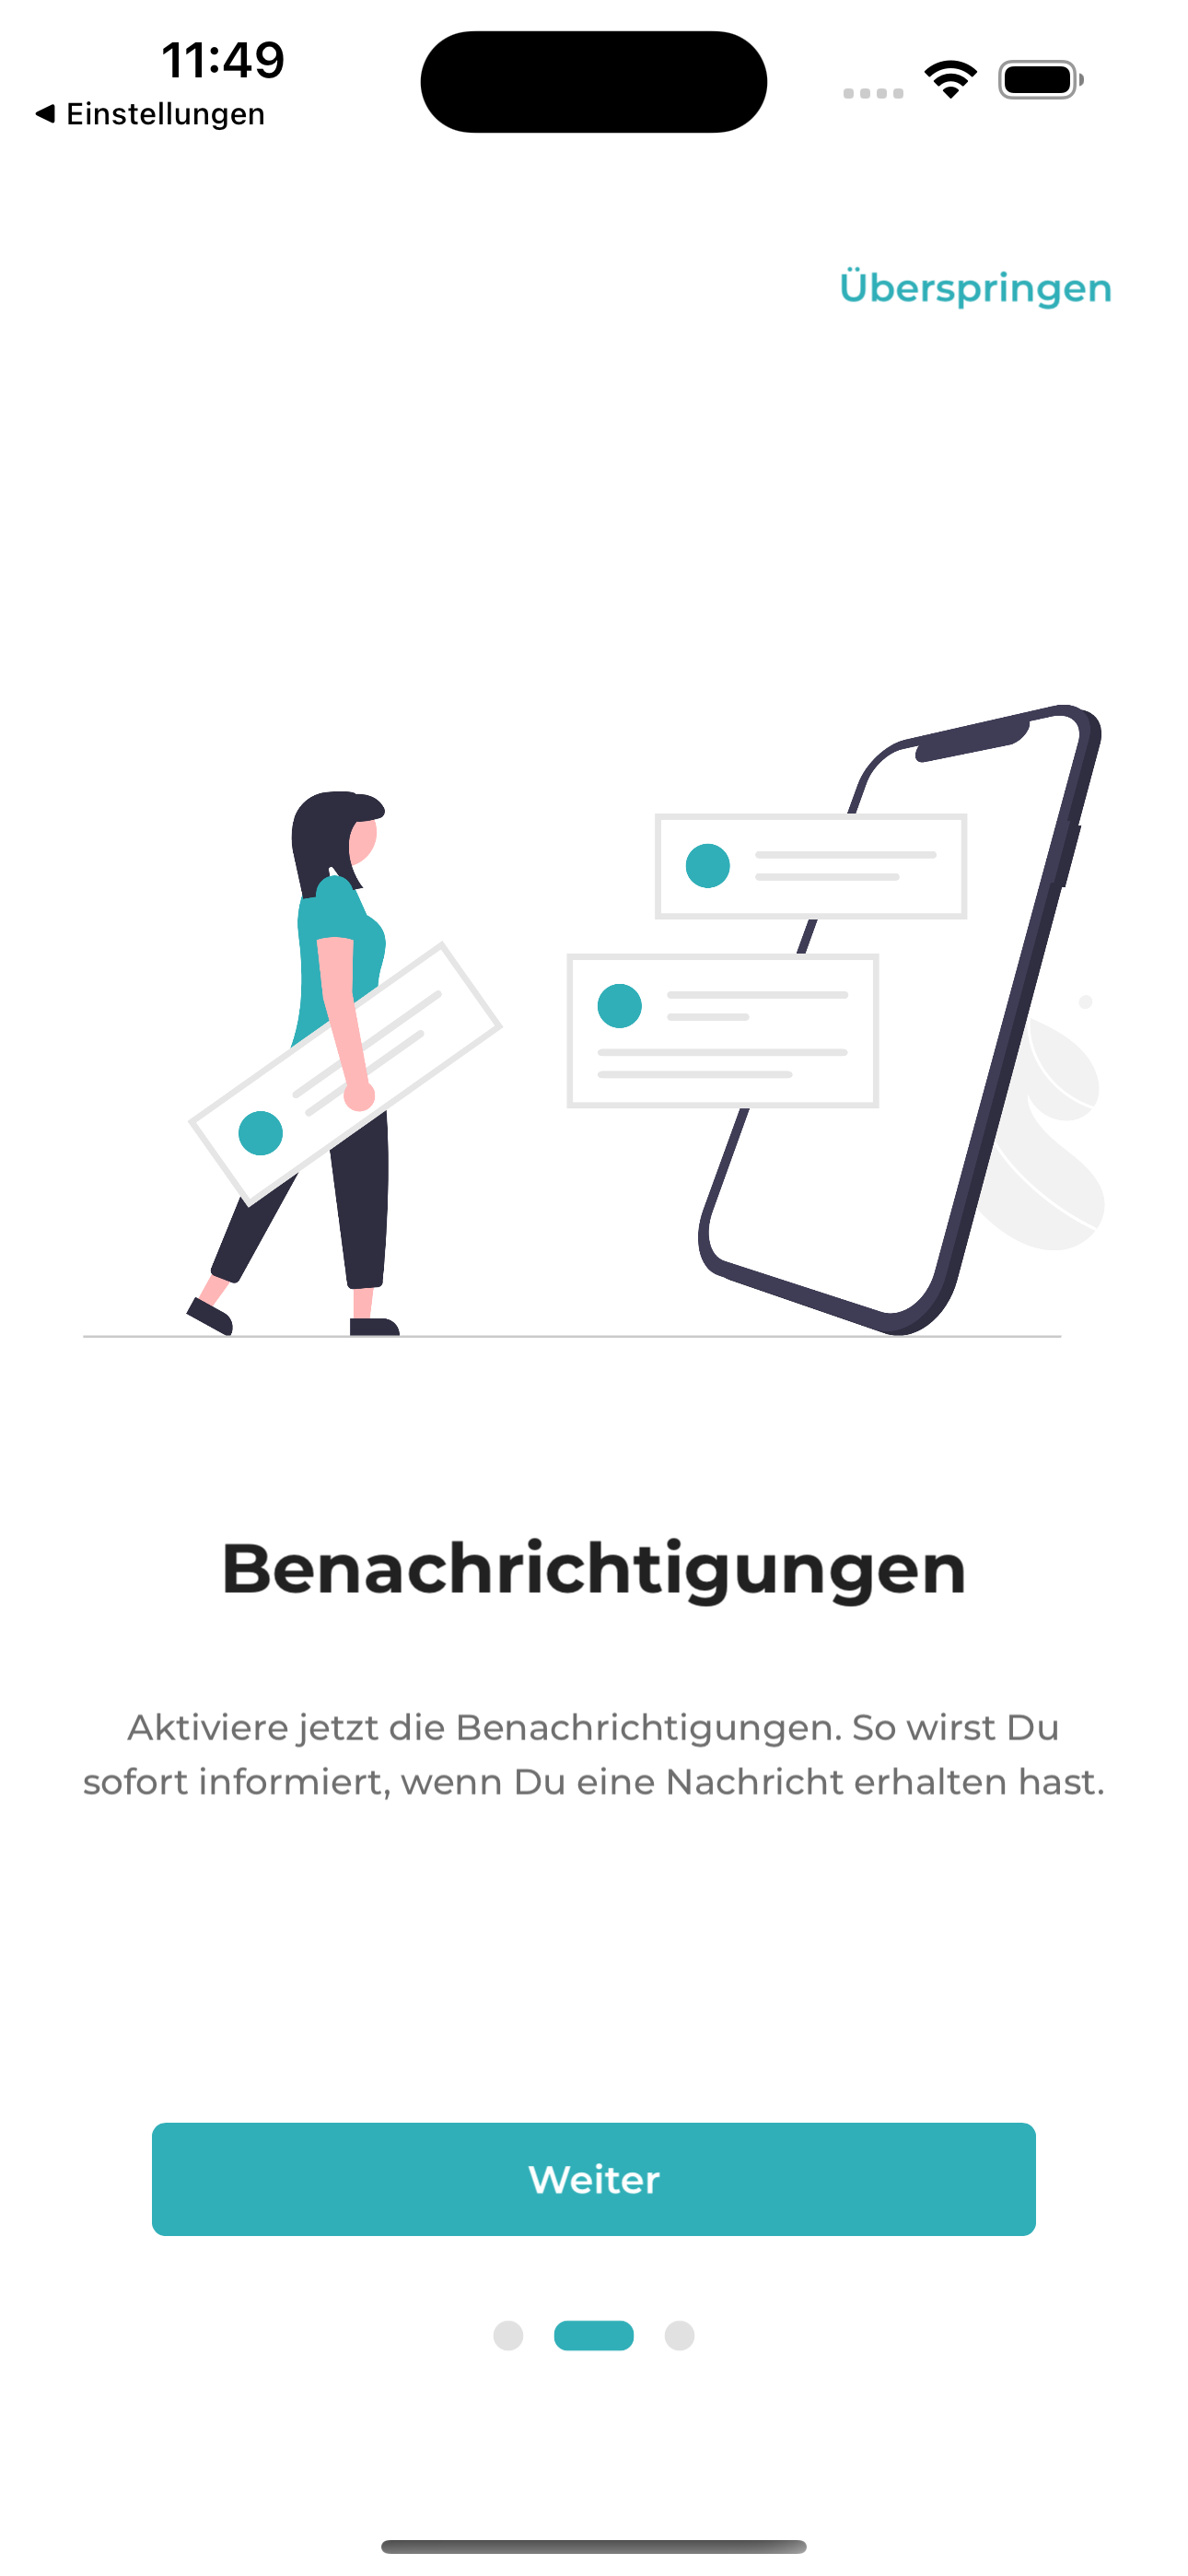 11:49
Einstellungen
Überspringen
Benachrichtigungen
Aktiviere jetzt die Benachrichtigungen. So wirst Du
sofort informiert, wenn Du eine Nachricht erhalten hast.
Weiter